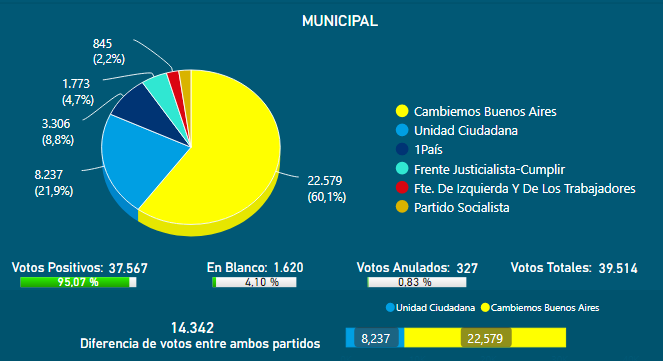 MUNICIPAL
845
(2,2%)
1.773
(4,7%)
3.306
(8,8%)
8.237
(21,9%)
22.579
(60,1%)
Cambiemos Buenos Aires
Unidad Ciudadana
1País
Frente Justicialista-Cumplir
Fte. De Izquierda Y De Los Trabajadores
Partido Socialista
Votos Positivos: 37.567
95,07 %
En Blanco: 1.620
4,10 %
Votos Anulados: 327
0,83 %
Votos Totales: 39.514
Unidad Ciudadana Cambiemos Buenos Aires
14.342
Diferencia de votos entre ambos partidos
8,237 22,579